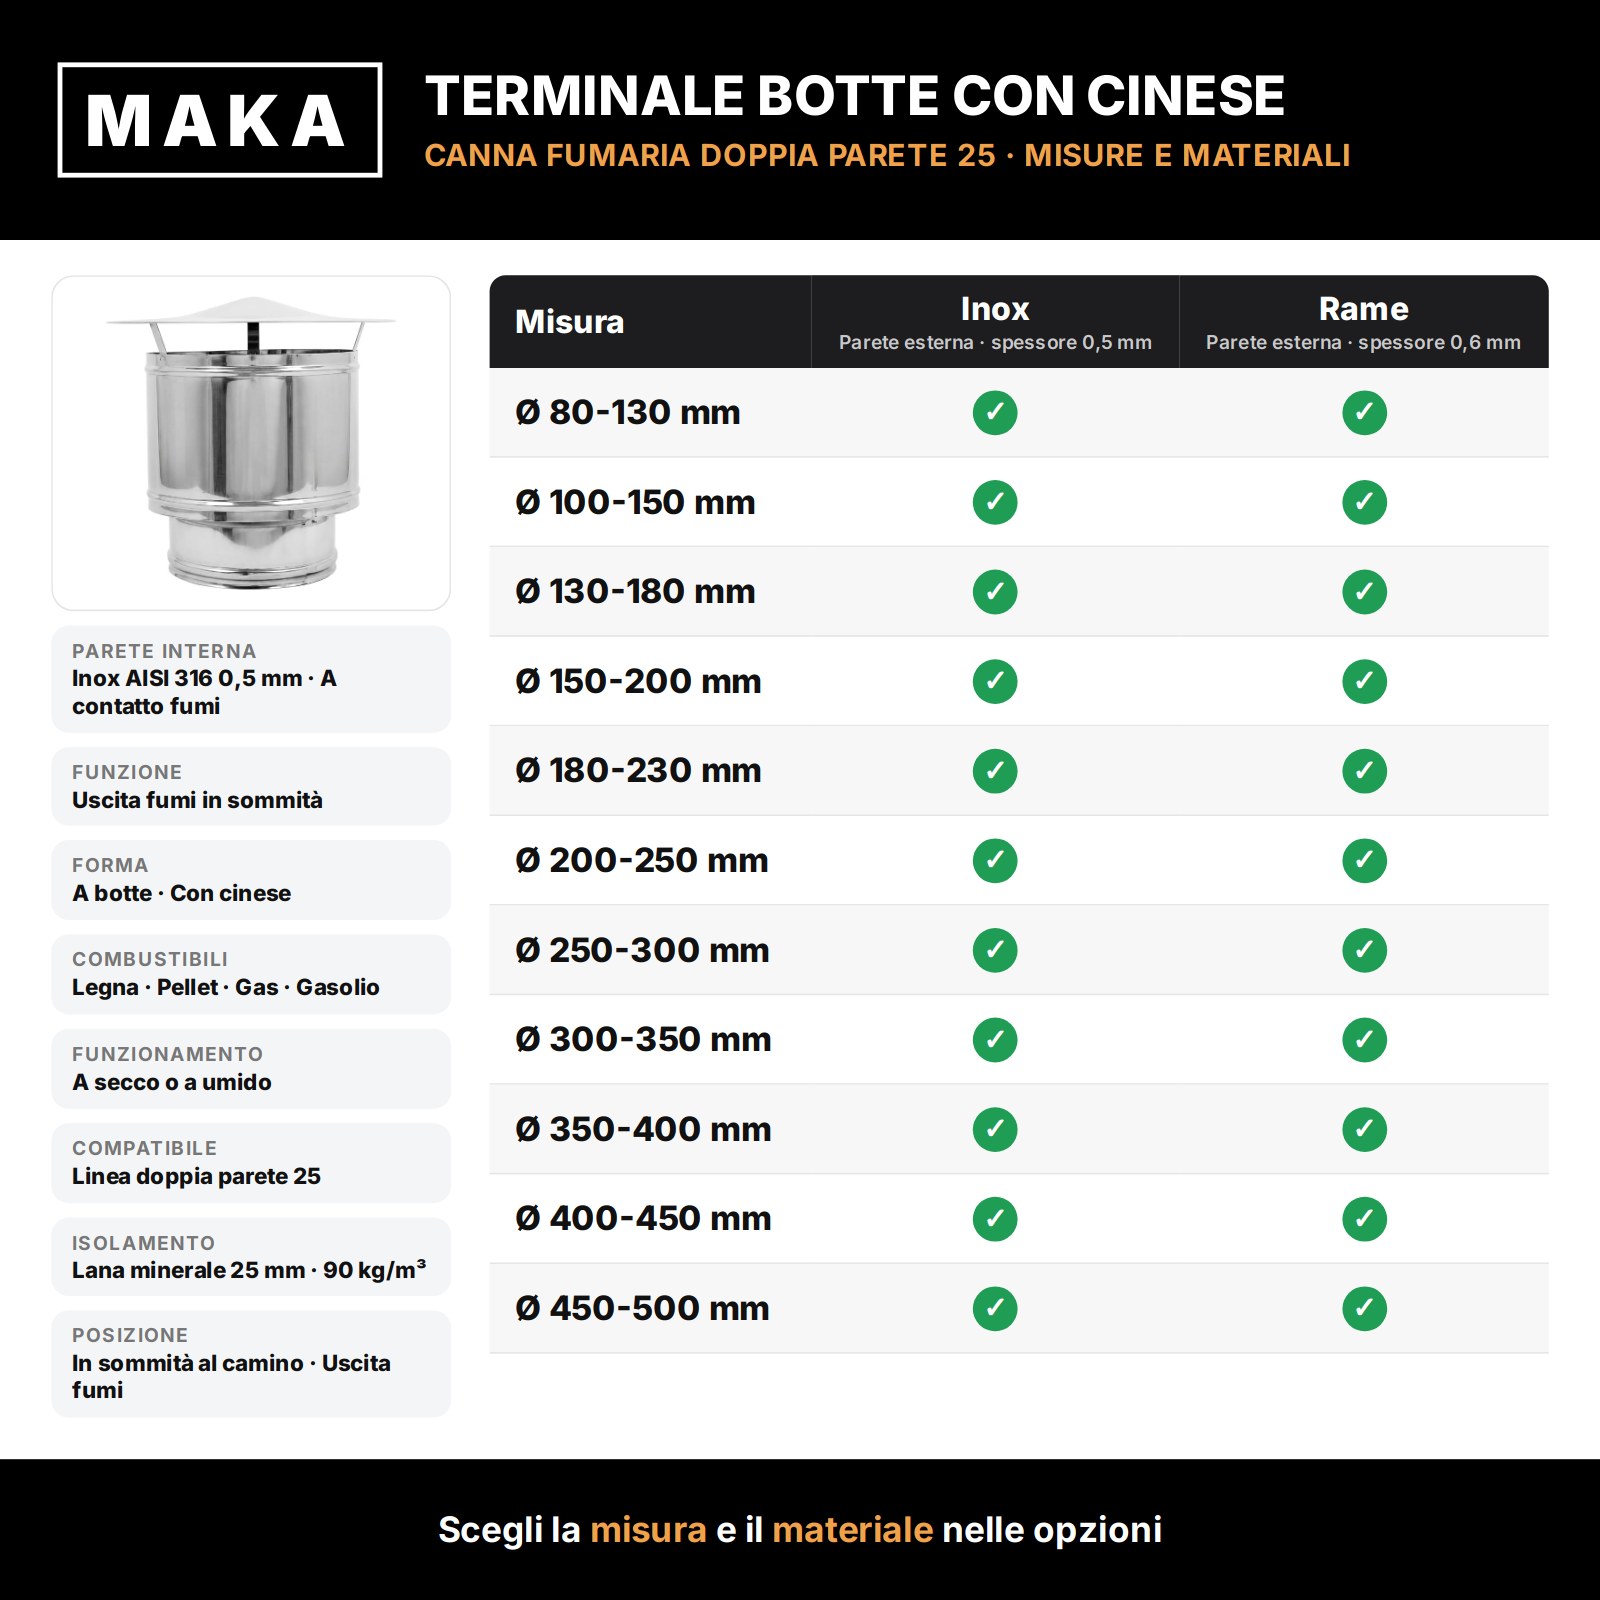 MAKA
TERMINALE BOTTE CON CINESE
CANNA FUMARIA DOPPIA PARETE 25 · MISURE E MATERIALI
PARETE INTERNA
Inox AISI 316 0,5 mm · A
contatto fumi
FUNZIONE
Uscita fumi in sommità
FORMA
A botte · Con cinese
COMBUSTIBILI
Legna · Pellet · Gas · Gasolio
FUNZIONAMENTO
A secco o a umido
COMPATIBILE
Linea doppia parete 25
ISOLAMENTO
Lana minerale 25 mm · 90 kg/m³
POSIZIONE
In sommità al camino · Uscita
fumi
Misura
Inox
Parete esterna · spessore 0,5 mm
Rame
Parete esterna · spessore 0,6 mm
Ø 80-130 mm ✓ ✓
Ø 100-150 mm ✓ ✓
Ø 130-180 mm ✓ ✓
Ø 150-200 mm ✓ ✓
Ø 180-230 mm ✓ ✓
Ø 200-250 mm ✓ ✓
Ø 250-300 mm ✓ ✓
Ø 300-350 mm ✓ ✓
Ø 350-400 mm ✓ ✓
Ø 400-450 mm ✓ ✓
Ø 450-500 mm ✓ ✓
Scegli la misura e il materiale nelle opzioni